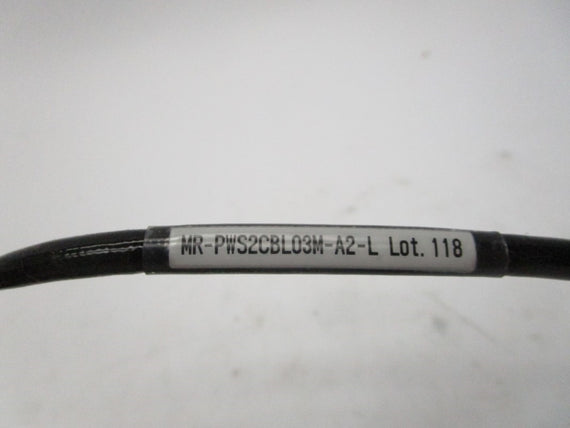 MR-PWS2CBL03M-A2-L Lot. 118